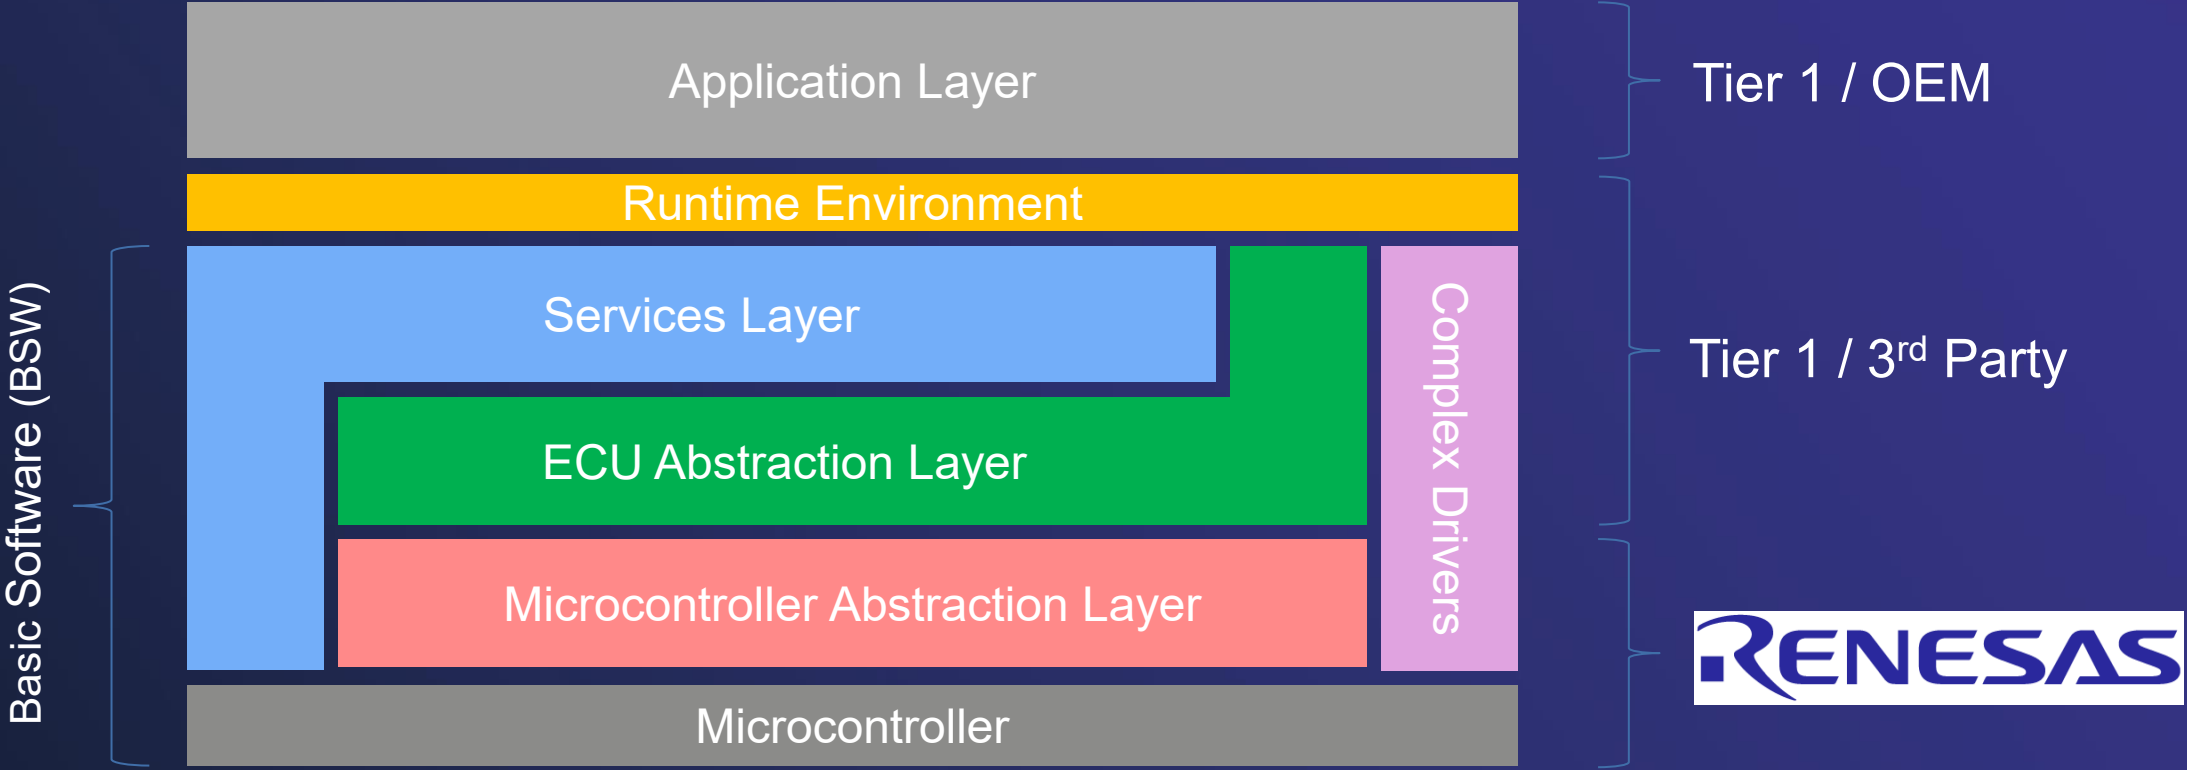 Application Layer
Tier 1 / OEM
Runtime Environment
Basic Software (BSW)
Services Layer
Complex Drivers
Tier 1 / 3rd Party
ECU Abstraction Layer
Microcontroller Abstraction Layer
RENESAS
Microcontroller